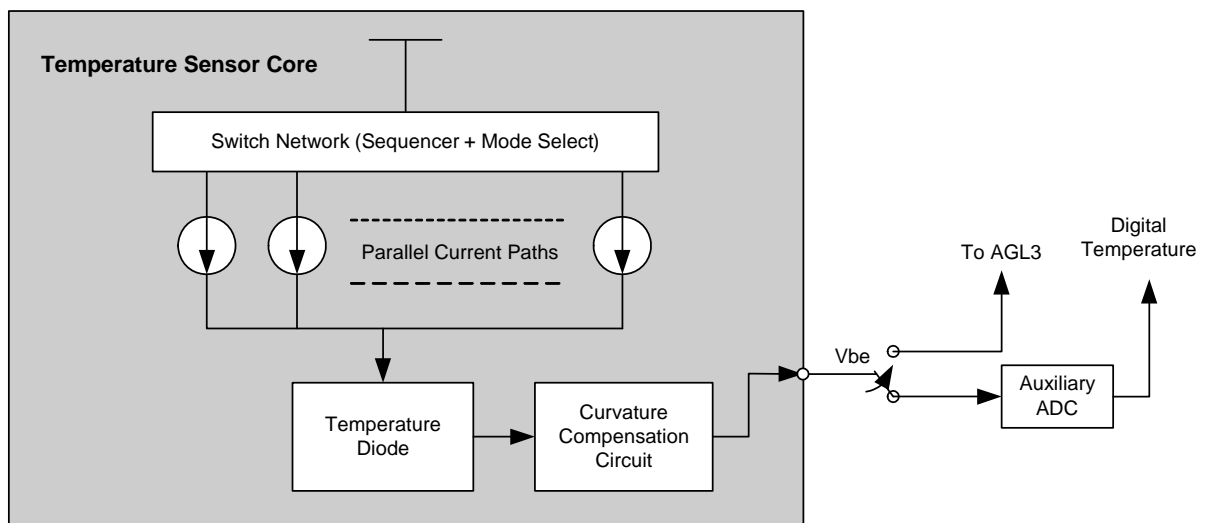 Temperature Sensor Core
Switch Network (Sequencer + Mode Select)
Parallel Current Paths
Temperature
Diode
Curvature
Compensation
Circuit
Vbe
To AGL3
Auxiliary
ADC
Digital
Temperature